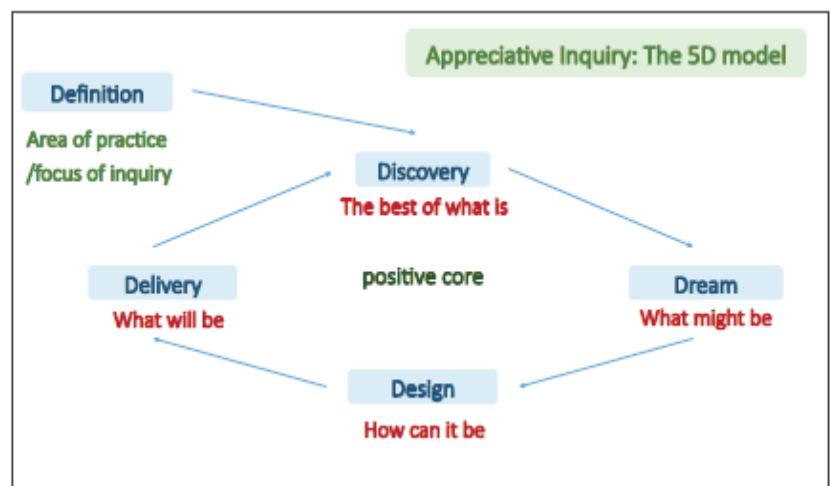 Appreciative Inquiry: The 5D model
Definition
Area of practice
/focus of inquiry
Discovery
The best of what is
Delivery
What will be
positive core
Dream
What might be
Design
How can it be